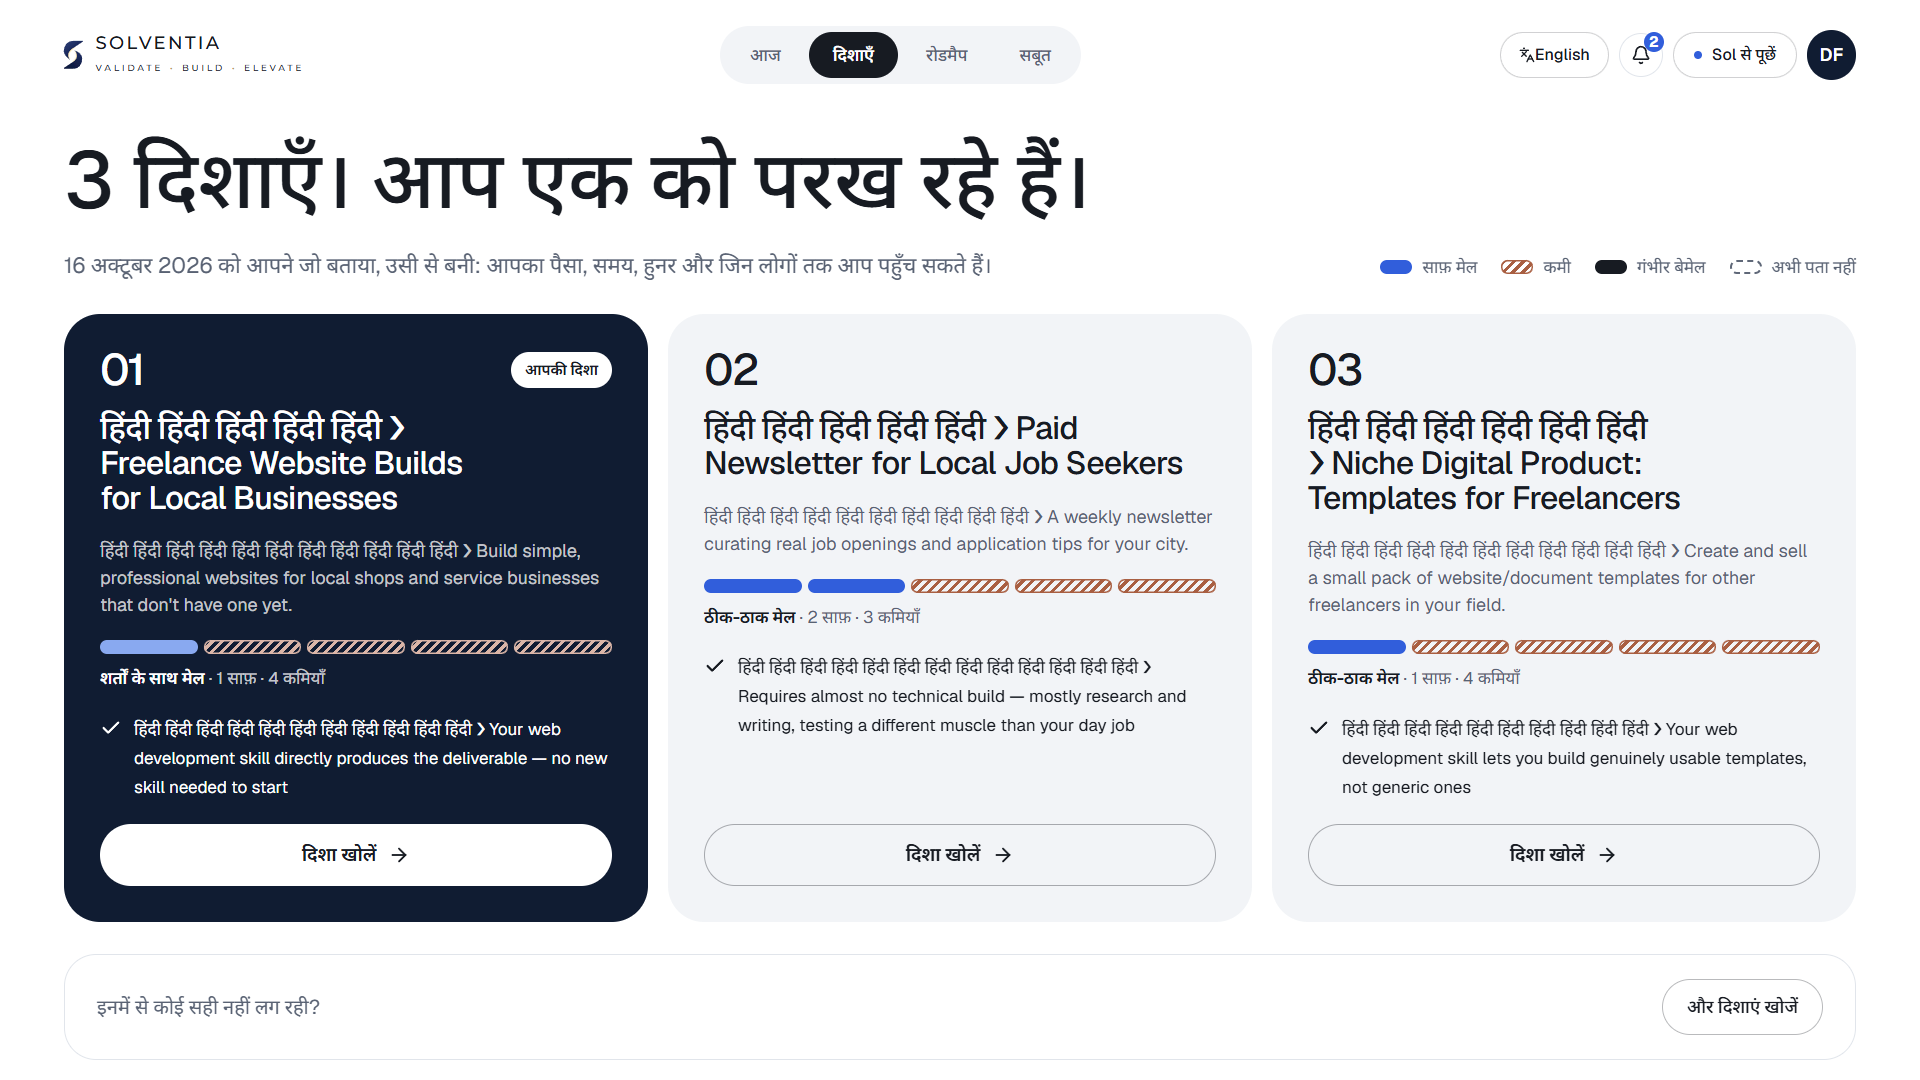 SOLVENTIA
VALIDATE · BUILD · ELEVATE
आज
दिशाएँ
रोडमैप
सबूत
English
2
Sol से पूछें
DF
3 दिशाएँ। आप एक को परख रहे हैं।
16 अक्टूबर 2026 को आपने जो बताया, उसी से बनी: आपका पैसा, समय, हुनर और जिन लोगों तक आप पहुँच सकते हैं।
साफ़ मेल
कमी
गंभीर बेमेल
अभी पता नहीं
01
आपकी दिशा
हिंदी हिंदी हिंदी हिंदी हिंदी ❯
Freelance Website Builds
for Local Businesses
हिंदी हिंदी हिंदी हिंदी हिंदी हिंदी हिंदी हिंदी हिंदी हिंदी हिंदी ❯ Build simple,
professional websites for local shops and service businesses
that don't have one yet.
शर्तों के साथ मेल · 1 साफ़ · 4 कमियाँ
हिंदी हिंदी हिंदी हिंदी हिंदी हिंदी हिंदी हिंदी हिंदी हिंदी हिंदी ❯ Your web
development skill directly produces the deliverable — no new
skill needed to start
दिशा खोलें →
02
हिंदी हिंदी हिंदी हिंदी हिंदी ❯ Paid
Newsletter for Local Job Seekers
हिंदी हिंदी हिंदी हिंदी हिंदी हिंदी हिंदी हिंदी हिंदी हिंदी ❯ A weekly newsletter
curating real job openings and application tips for your city.
ठीक-ठाक मेल · 2 साफ़ · 3 कमियाँ
हिंदी हिंदी हिंदी हिंदी हिंदी हिंदी हिंदी हिंदी हिंदी हिंदी हिंदी हिंदी हिंदी ❯
Requires almost no technical build — mostly research and
writing, testing a different muscle than your day job
दिशा खोलें →
03
हिंदी हिंदी हिंदी हिंदी हिंदी हिंदी
❯ Niche Digital Product:
Templates for Freelancers
हिंदी हिंदी हिंदी हिंदी हिंदी हिंदी हिंदी हिंदी हिंदी हिंदी हिंदी ❯ Create and sell
a small pack of website/document templates for other
freelancers in your field.
ठीक-ठाक मेल · 1 साफ़ · 4 कमियाँ
हिंदी हिंदी हिंदी हिंदी हिंदी हिंदी हिंदी हिंदी हिंदी हिंदी ❯ Your web
development skill lets you build genuinely usable templates,
not generic ones
दिशा खोलें →
इनमें से कोई सही नहीं लग रही?
और दिशाएं खोजें